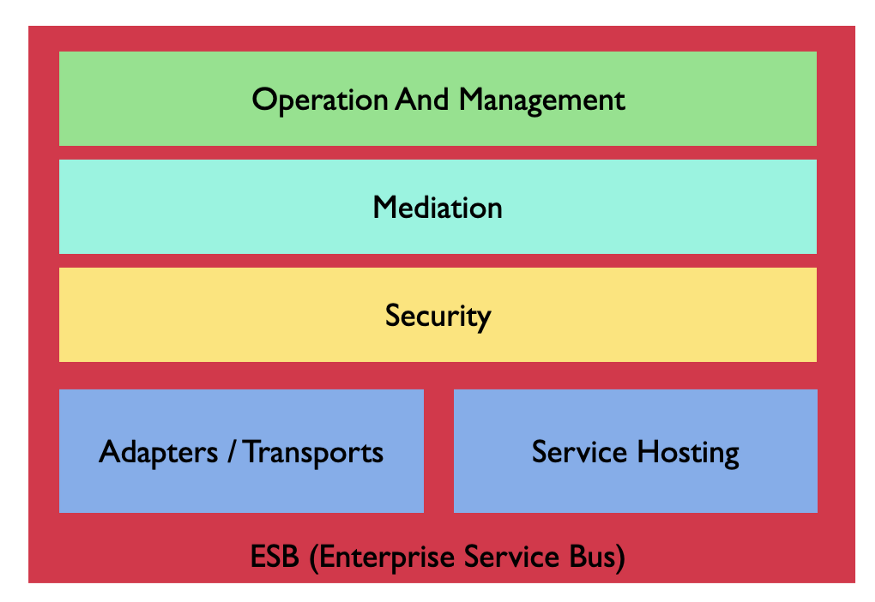 Operation And Management
Mediation
Security
Adapters / Transports
Service Hosting
ESB (Enterprise Service Bus)